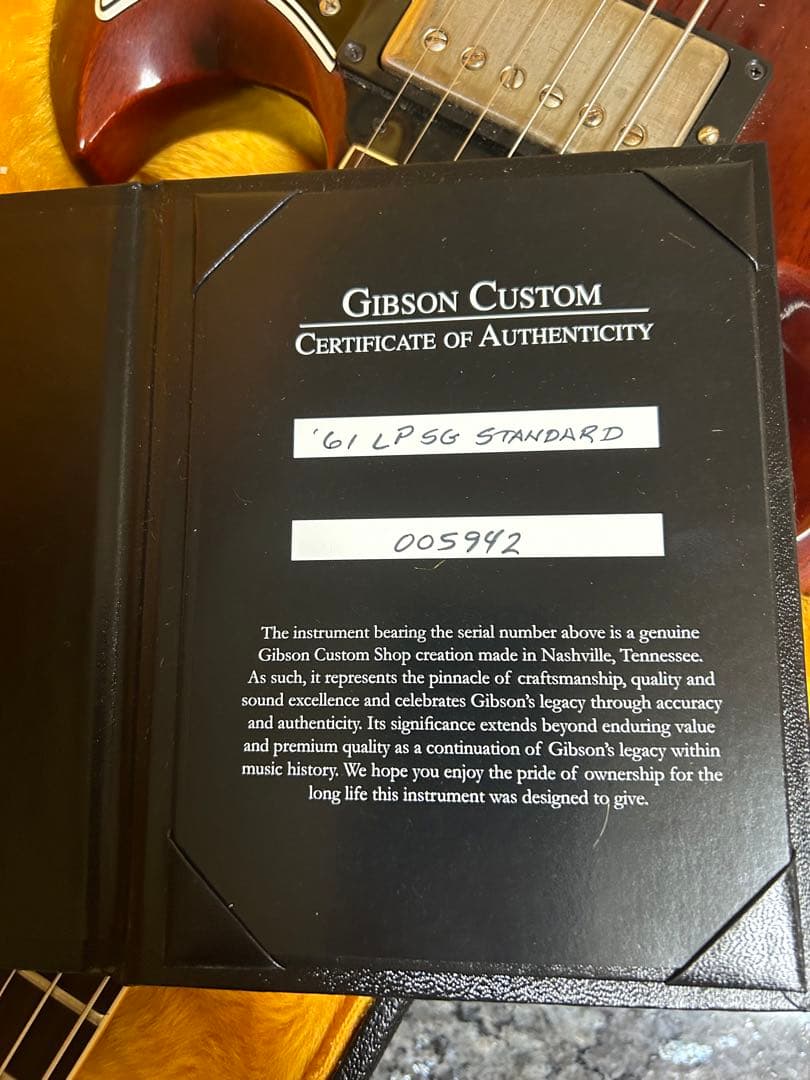 GIBSON CUSTOM
CERTIFICATE OF AUTHENTICITY
'61 LP SG STANDARD
005942
The instrument bearing the serial number above is a genuine
Gibson Custom Shop creation made in Nashville, Tennessee.
As such, it represents the pinnacle of craftsmanship, quality and
sound excellence and celebrates Gibson's legacy through accuracy
and authenticity. Its significance extends beyond enduring value
and premium quality as a continuation of Gibson's legacy within
music history. We hope you enjoy the pride of ownership for the
long life this instrument was designed to give.